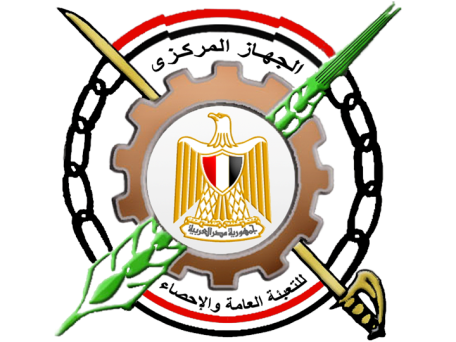 الجهاز المركزى
جمهورية مصر العربية
للتعبئة العامة والإحصاء